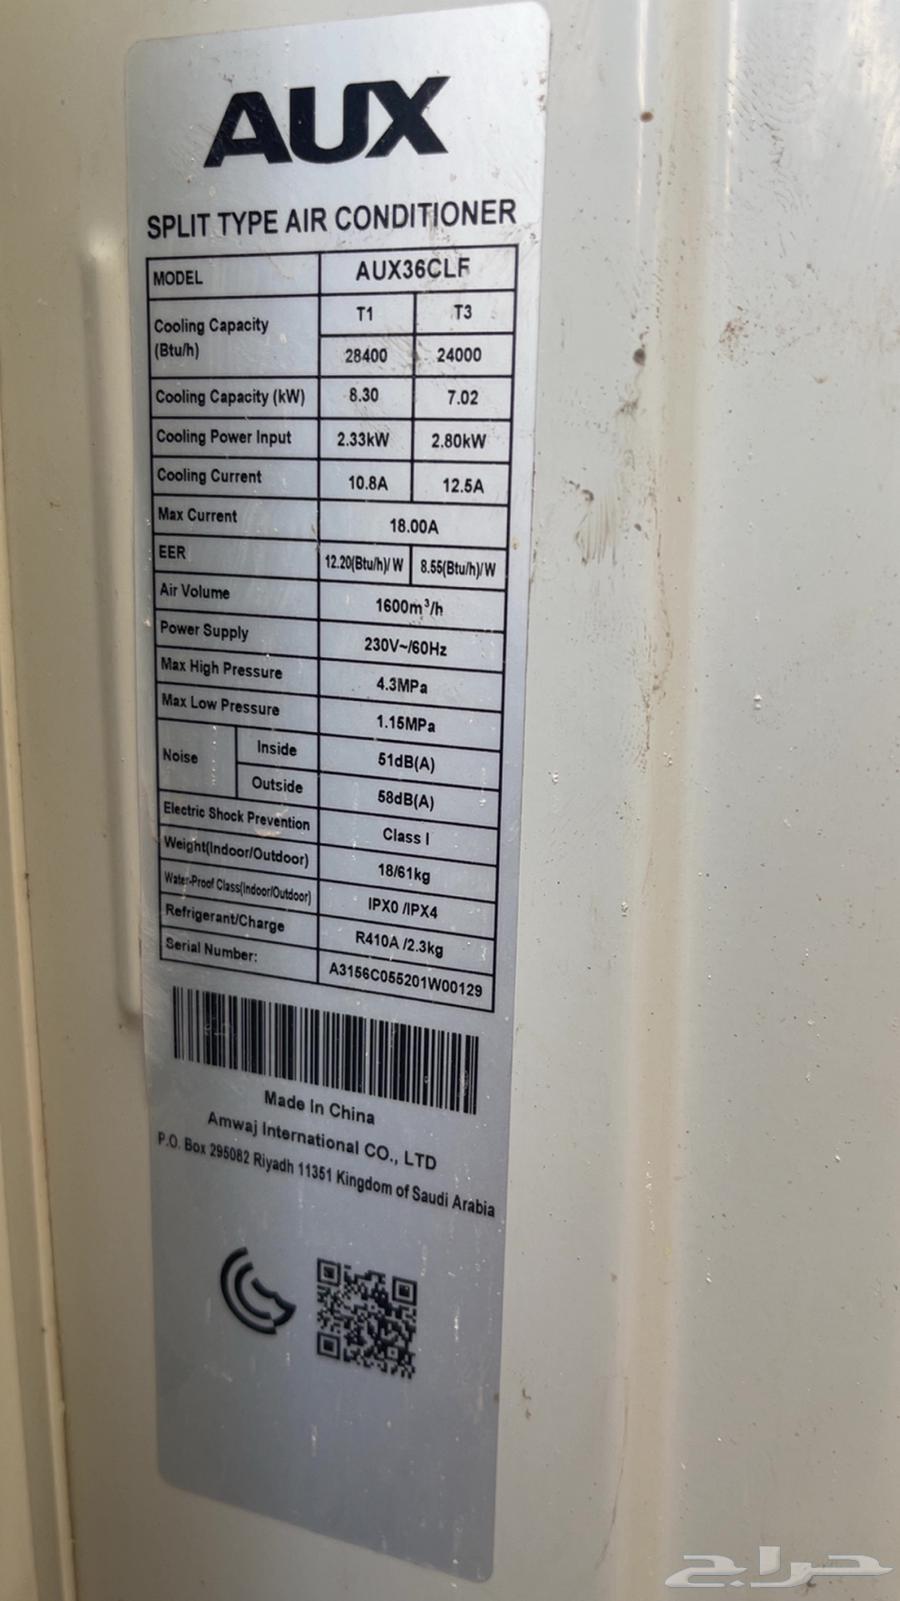 AUX
SPLIT TYPE AIR CONDITIONER
MODEL AUX36CLF
Cooling Capacity (Btu/h) T1 T3
28400 24000
Cooling Capacity (kW) 8.30 7.02
Cooling Power Input 2.33kW 2.80kW
Cooling Current 10.8A 12.5A
Max Current 18.00A
EER 12.20(Btu/h)/W 8.55(Btu/h)/W
Air Volume 1600m³/h
Power Supply 230V~/60Hz
Max High Pressure 4.3MPa
Max Low Pressure 1.15MPa
Noise Inside 51dB(A)
Outside 58dB(A)
Electric Shock Prevention Class I
Weight(Indoor/Outdoor) 18/61kg
Water-Proof Class(Indoor/Outdoor) IPX0 /IPX4
Refrigerant/Charge R410A /2.3kg
Serial Number: A3156C055201W00129
Made In China
Amwaj International CO., LTD
P.O. Box 295082 Riyadh 11351 Kingdom of Saudi Arabia
حراج